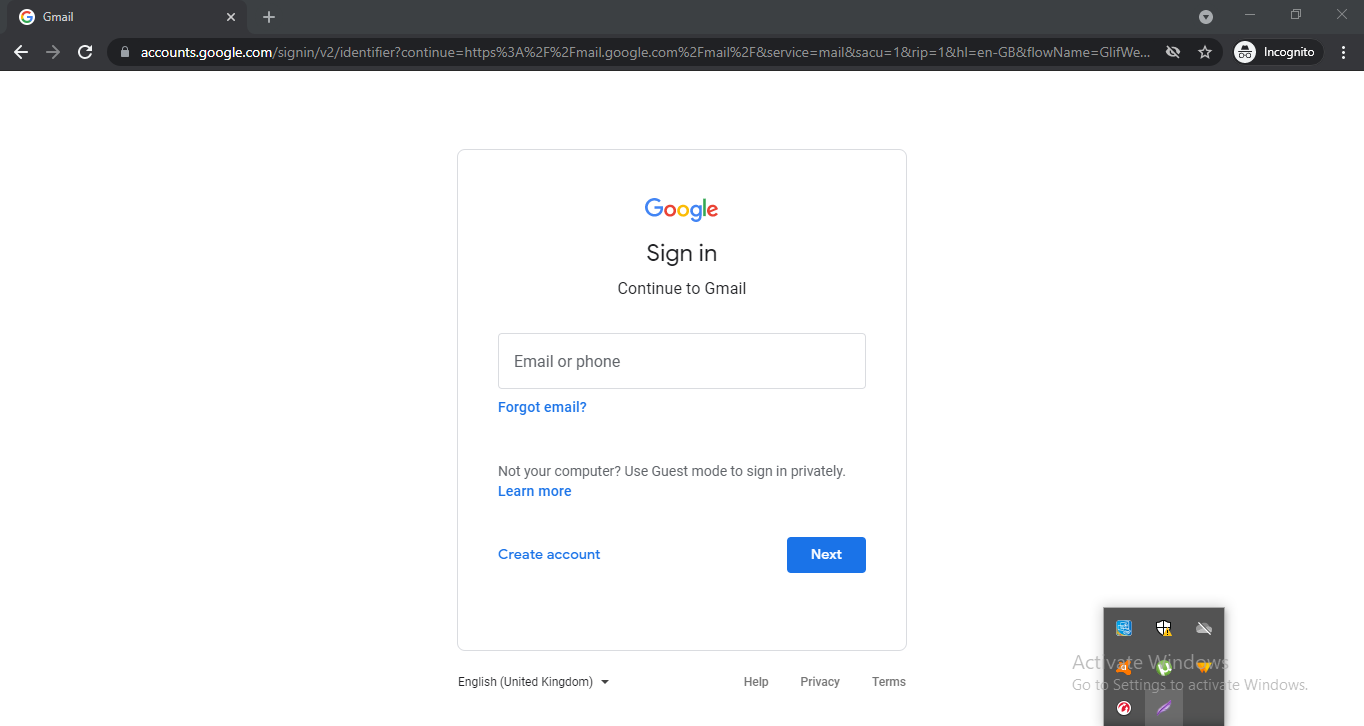 Gmail
accounts.google.com/signin/v2/identifier?continue=https%3A%2F%2Fmail.google.com%2Fmail%2F&service=mail&sacu=1&rip=1&hl=en-GB&flowName=GlifWe...
Incognito
Google
Sign in
Continue to Gmail
Email or phone
Forgot email?
Not your computer? Use Guest mode to sign in privately.
Learn more
Create account
Next
English (United Kingdom)
Help
Privacy
Terms
Activate Windows
Go to Settings to activate Windows.